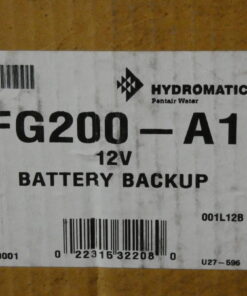 HYDROMATIC
Pentair Water
FG200 – A1
12V
BATTERY BACKUP
001L12B
0001
0 22315 32208 0
U27-596